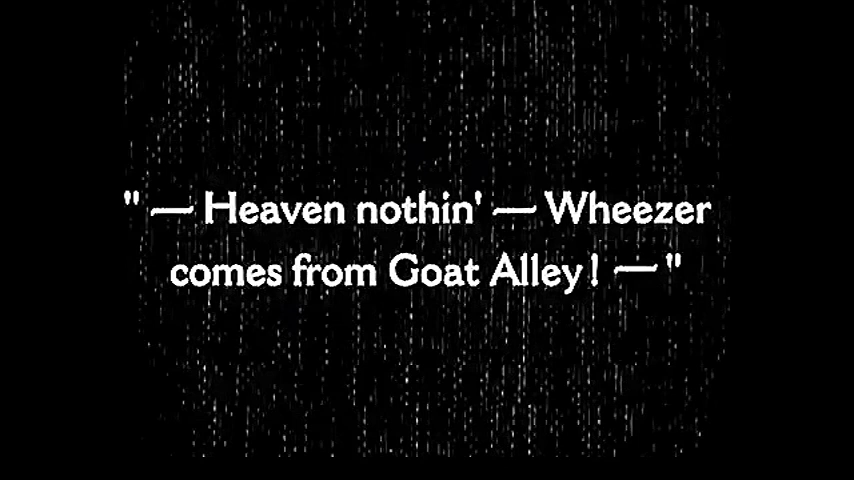 " — Heaven nothin' — Wheezer
comes from Goat Alley! — "